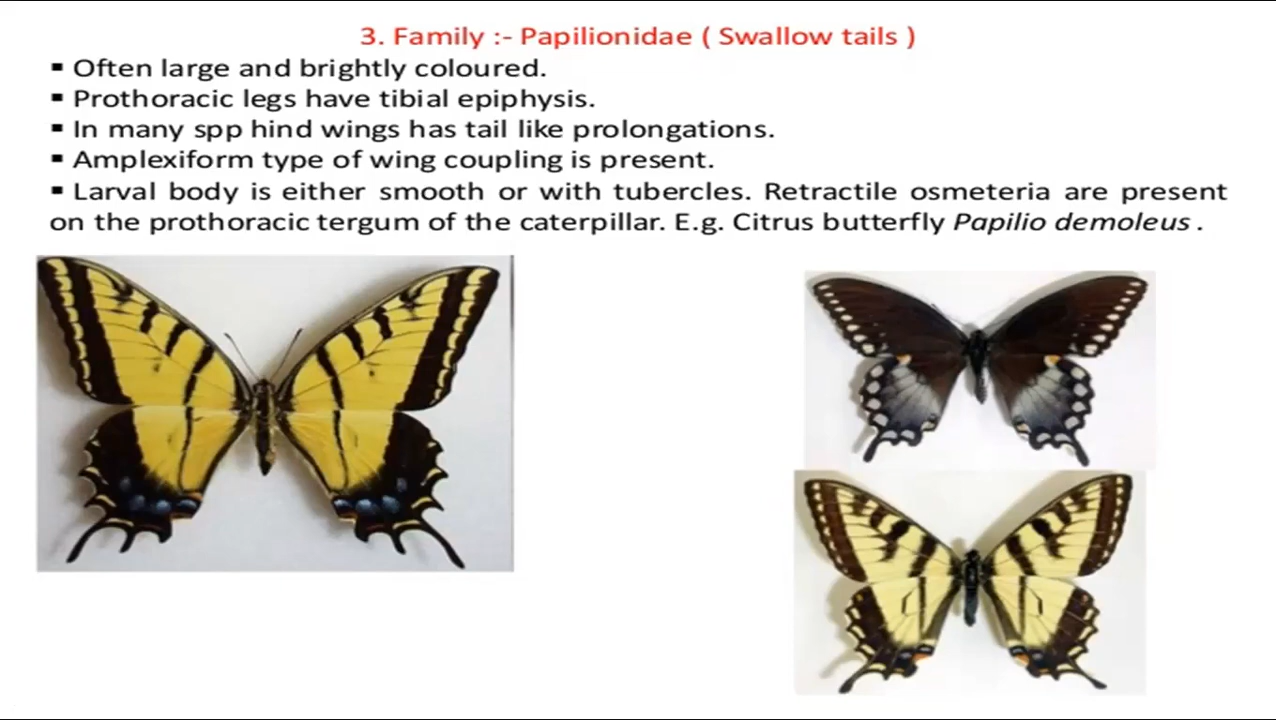 3. Family :- Papilionidae ( Swallow tails )
▪ Often large and brightly coloured.
▪ Prothoracic legs have tibial epiphysis.
▪ In many spp hind wings has tail like prolongations.
▪ Amplexiform type of wing coupling is present.
▪ Larval body is either smooth or with tubercles. Retractile osmeteria are present
on the prothoracic tergum of the caterpillar. E.g. Citrus butterfly Papilio demoleus .